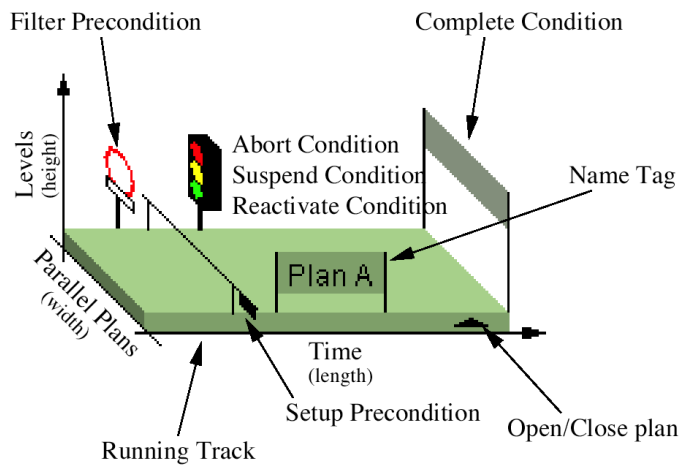 Filter Precondition
Complete Condition
Levels
(height)
Abort Condition
Suspend Condition
Reactivate Condition
Name Tag
Parallel Plans
(width)
Plan A
Time
(length)
Setup Precondition
Open/Close plan
Running Track